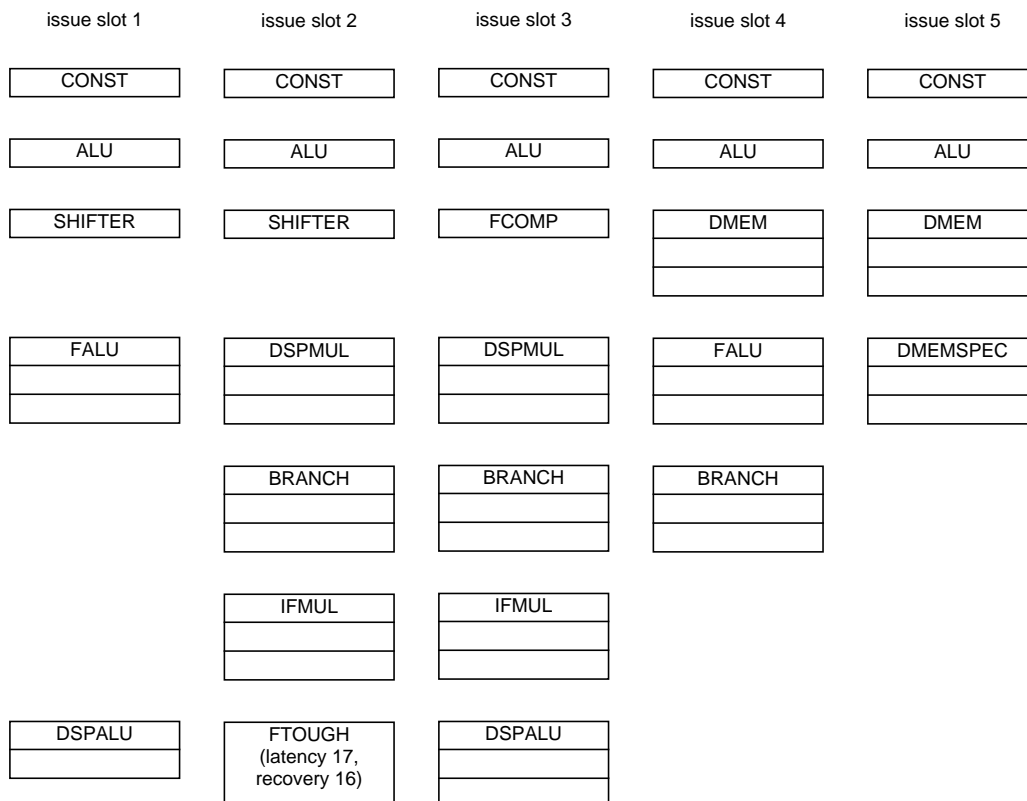 issue slot 1 issue slot 2 issue slot 3 issue slot 4 issue slot 5
CONST CONST CONST CONST CONST
ALU ALU ALU ALU ALU
SHIFTER SHIFTER FCOMP DMEM DMEM
FALU DSPMUL DSPMUL FALU DMEMSPEC
BRANCH BRANCH BRANCH
IFMUL IFMUL
DSPALU FTOUGH DSPALU
(latency 17,
recovery 16)